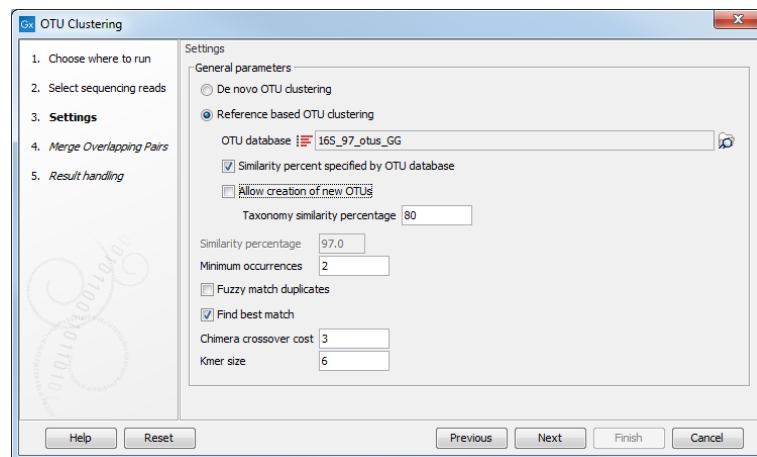 Gx OTU Clustering
1. Choose where to run
2. Select sequencing reads
3. Settings
4. Merge Overlapping Pairs
5. Result handling
Settings
General parameters
De novo OTU clustering
Reference based OTU clustering
OTU database 16S_97_otus_GG
Similarity percent specified by OTU database
Allow creation of new OTUs
Taxonomy similarity percentage 80
Similarity percentage 97.0
Minimum occurrences 2
Fuzzy match duplicates
Find best match
Chimera crossover cost 3
Kmer size 6
Help Reset Previous Next Finish Cancel